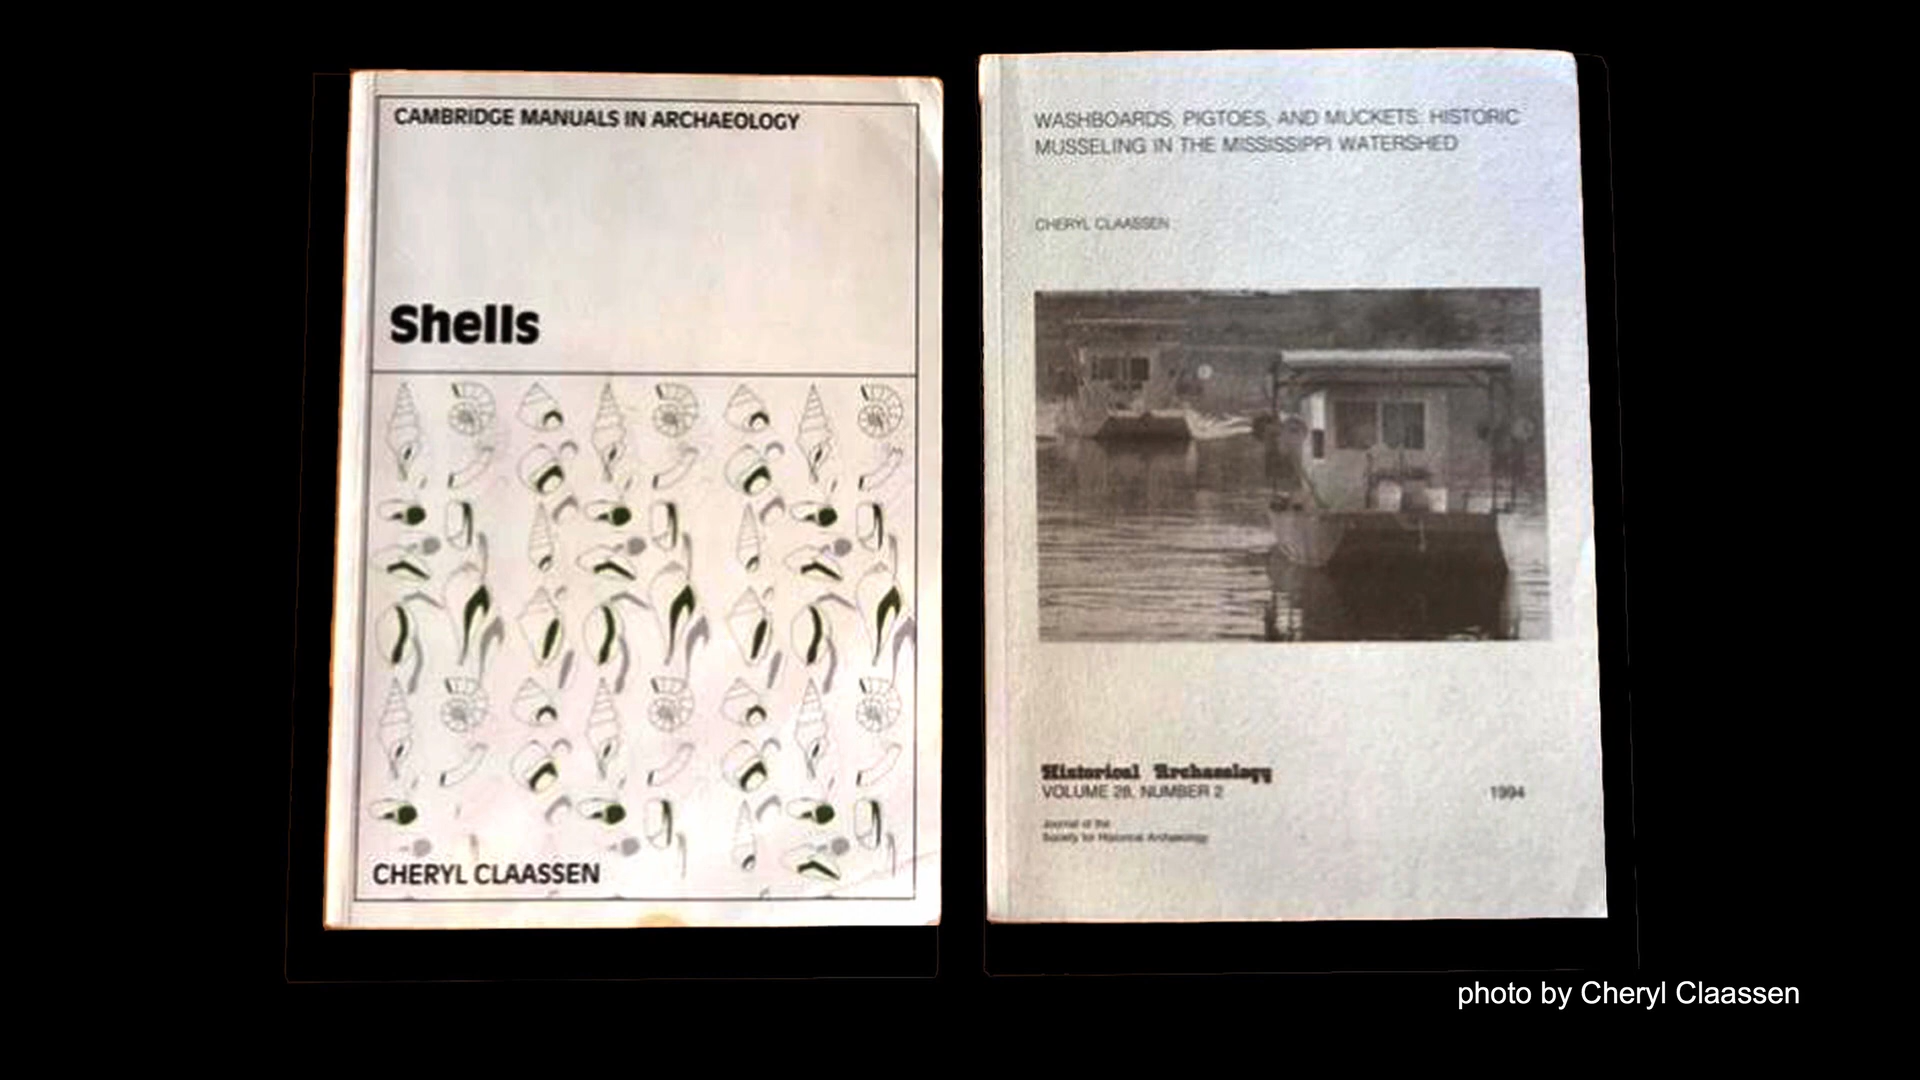 CAMBRIDGE MANUALS IN ARCHAEOLOGY
Shells
CHERYL CLAASSEN
WASHBOARDS, PIGTOES, AND MUCKETS: HISTORIC
MUSSELING IN THE MISSISSIPPI WATERSHED
CHERYL CLAASSEN
Historical Archaeology
VOLUME 28, NUMBER 2
1994
Journal of the
Society for Historical Archaeology
photo by Cheryl Claassen